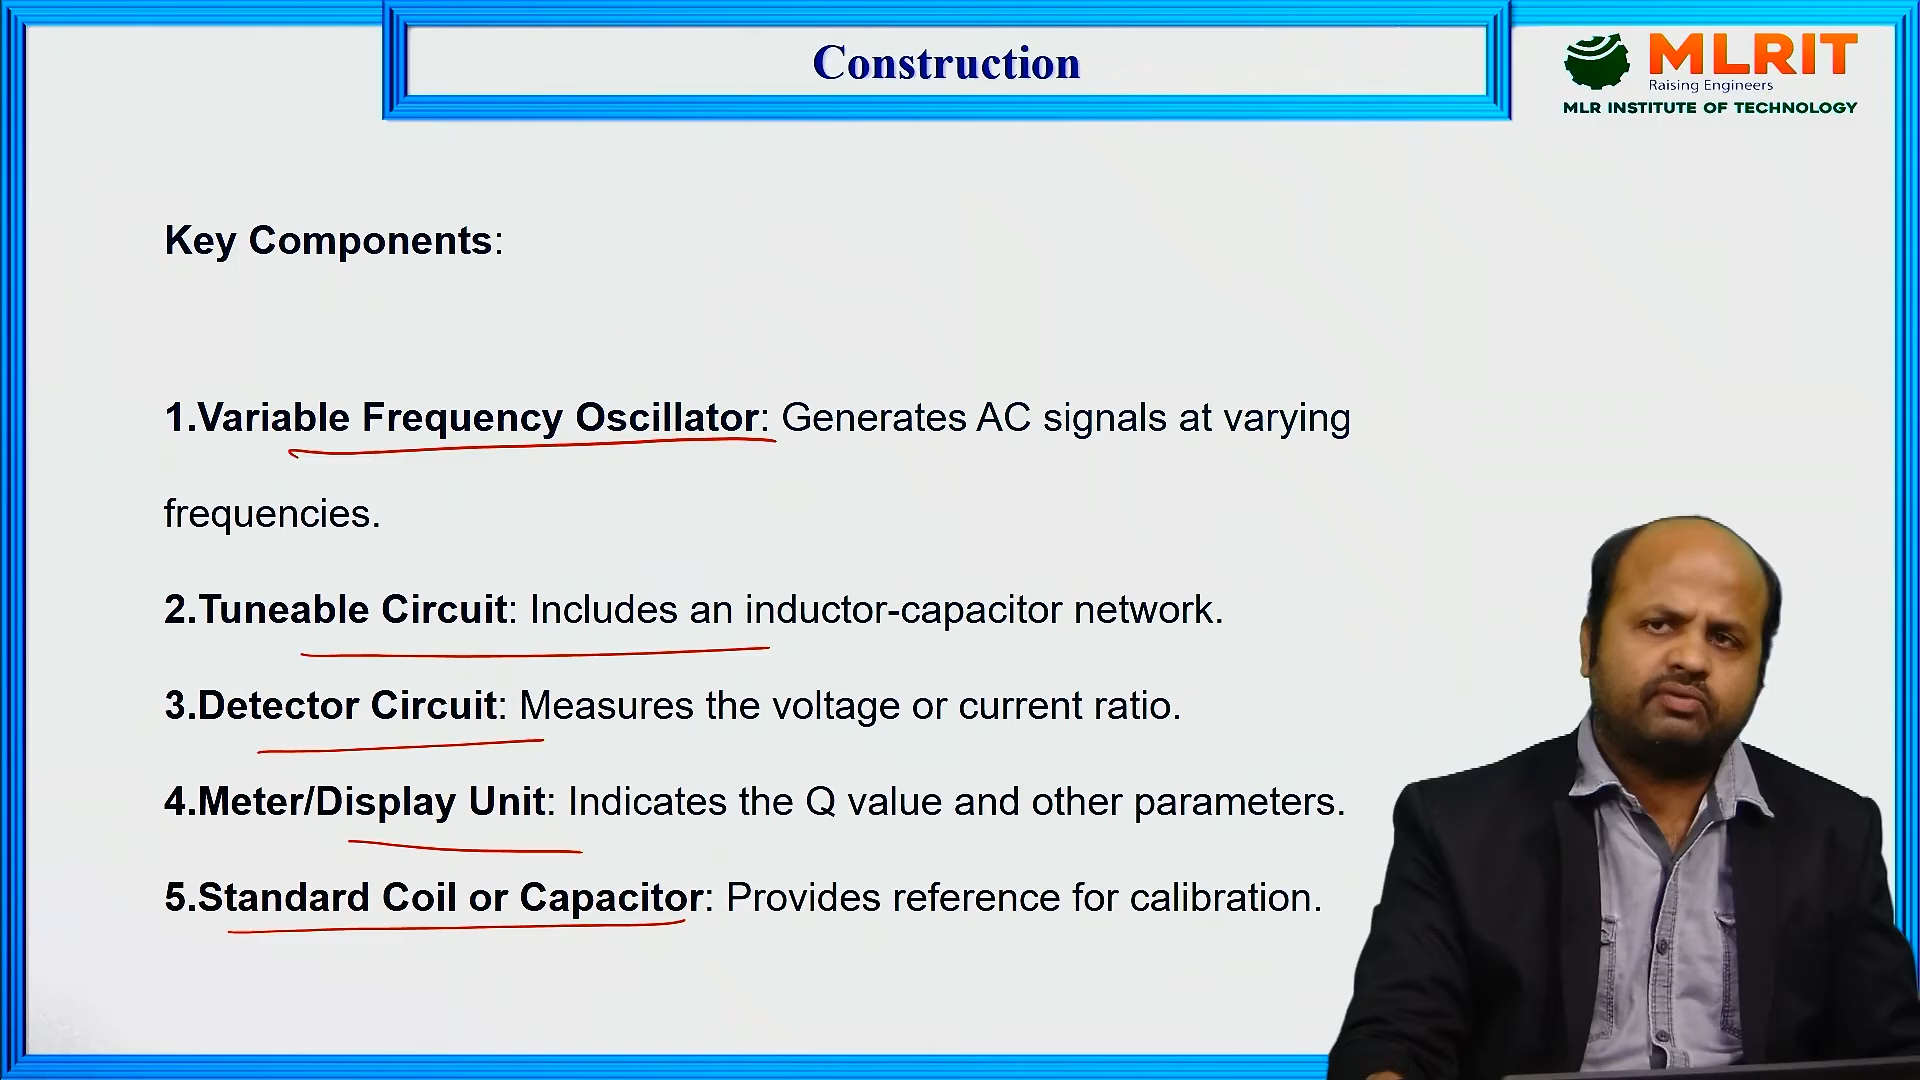 Construction
MLRIT
Raising Engineers
MLR INSTITUTE OF TECHNOLOGY
Key Components:
1.Variable Frequency Oscillator: Generates AC signals at varying
frequencies.
2.Tuneable Circuit: Includes an inductor-capacitor network.
3.Detector Circuit: Measures the voltage or current ratio.
4.Meter/Display Unit: Indicates the Q value and other parameters.
5.Standard Coil or Capacitor: Provides reference for calibration.